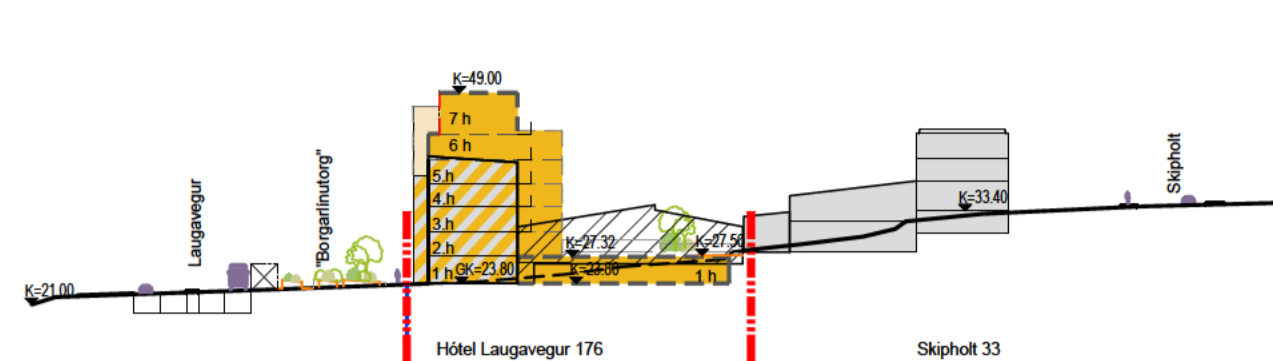 K=49.00
7 h
6 h
5.h
4.h
3.h
2.h
1 h
GK=23.80
K=27.32
K=23.80
K=27.50
1 h
K=33.40
Skipholt
Laugavegur
"Borgarlínutorg"
K=21.00
Hótel Laugavegur 176
Skipholt 33